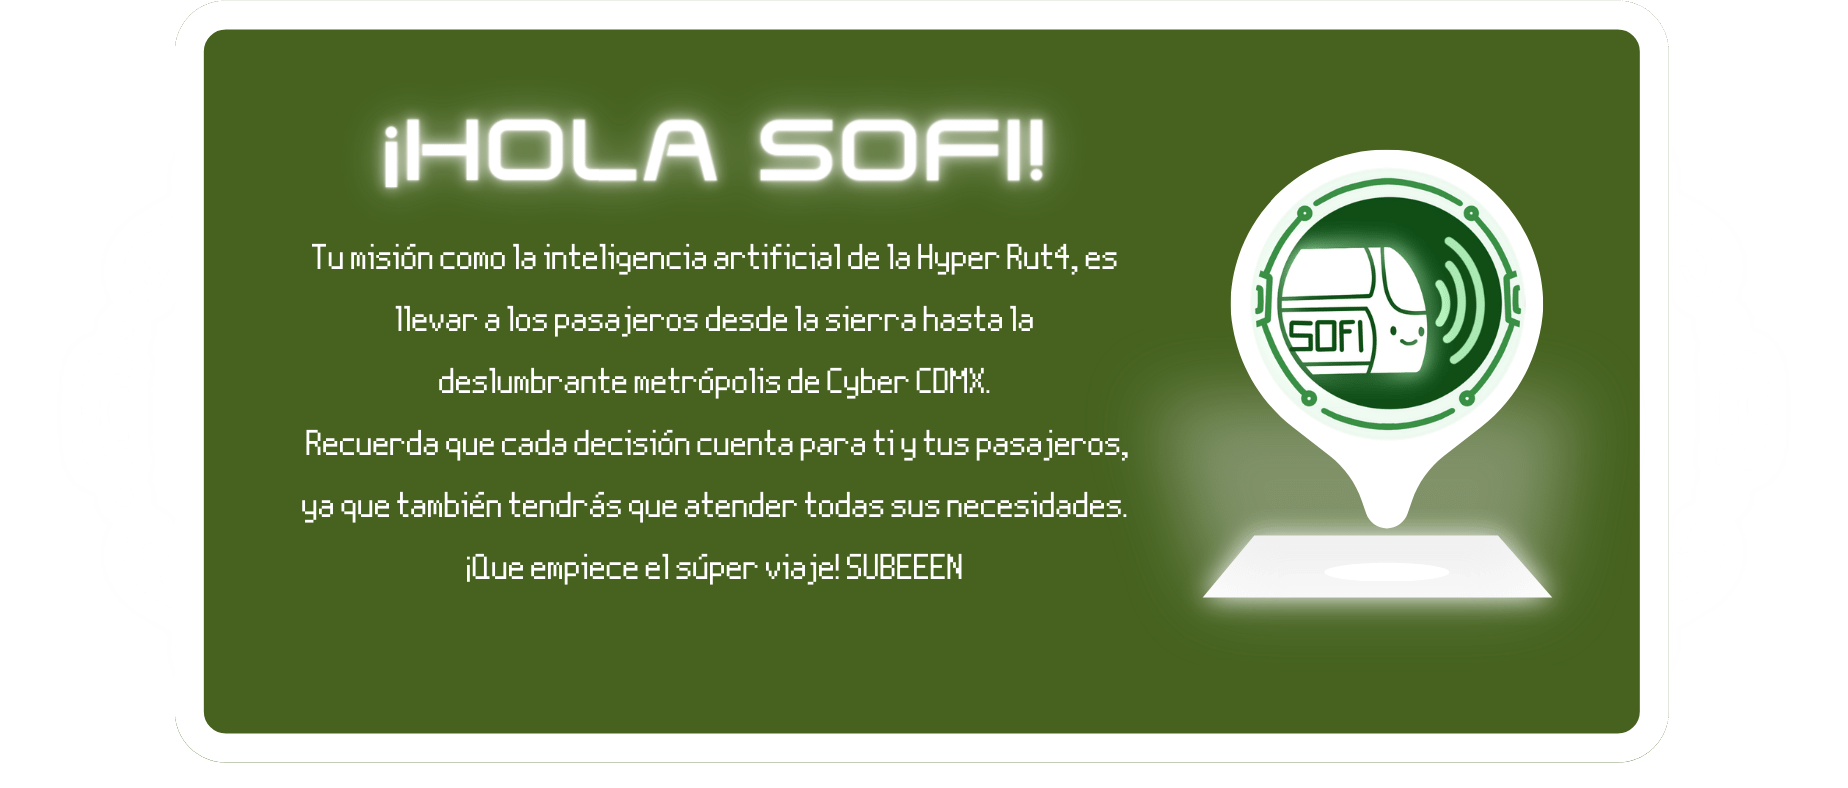 ¡HOLA SOFI!
Tu misión como la inteligencia artificial de la Hyper Rut4, es
llevar a los pasajeros desde la sierra hasta la
deslumbrante metrópolis de Cyber CDMX.
Recuerda que cada decisión cuenta para ti y tus pasajeros,
ya que también tendrás que atender todas sus necesidades.
¡Que empiece el súper viaje! SUBEEEN
SOFI